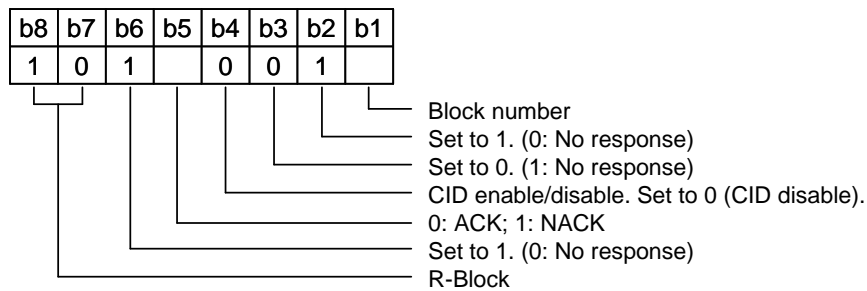 b8 b7 b6 b5 b4 b3 b2 b1
1 0 1 0 0 1
Block number
Set to 1. (0: No response)
Set to 0. (1: No response)
CID enable/disable. Set to 0 (CID disable).
0: ACK; 1: NACK
Set to 1. (0: No response)
R-Block